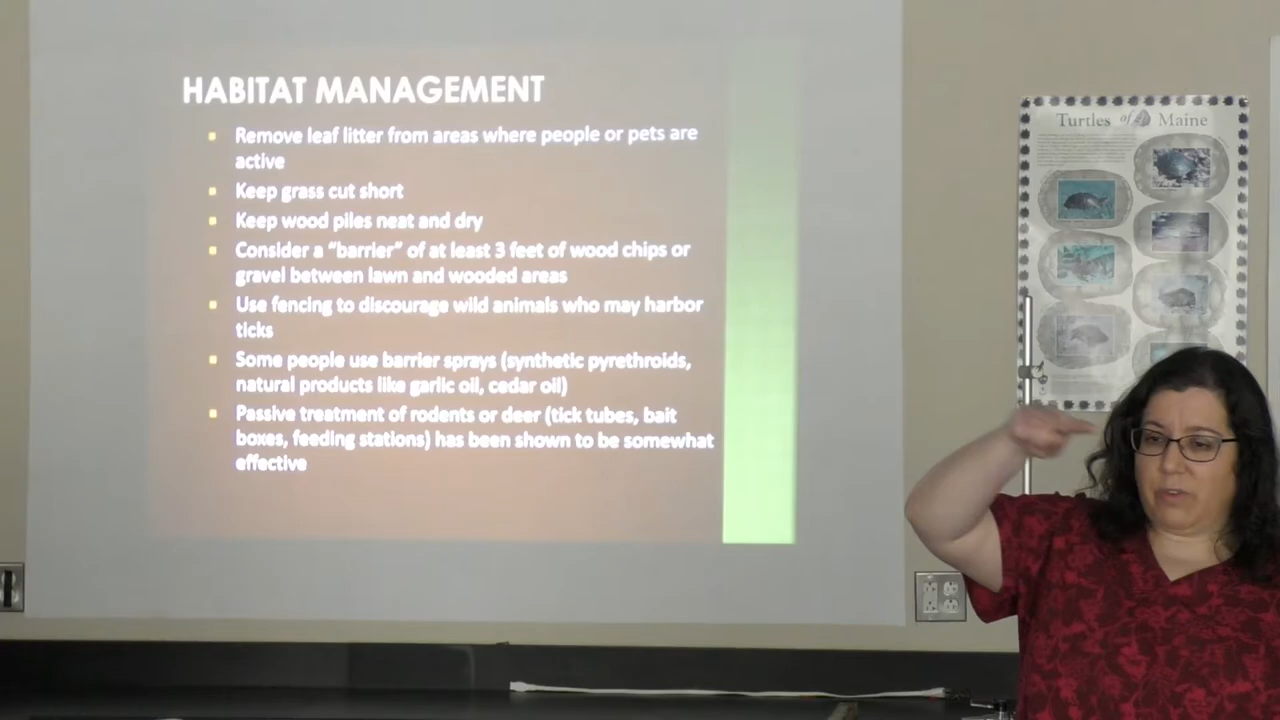 HABITAT MANAGEMENT
Remove leaf litter from areas where people or pets are
active
Keep grass cut short
Keep wood piles neat and dry
Consider a “barrier” of at least 3 feet of wood chips or
gravel between lawn and wooded areas
Use fencing to discourage wild animals who may harbor
ticks
Some people use barrier sprays (synthetic pyrethroids,
natural products like garlic oil, cedar oil)
Passive treatment of rodents or deer (tick tubes, bait
boxes, feeding stations) has been shown to be somewhat
effective
Turtles of Maine